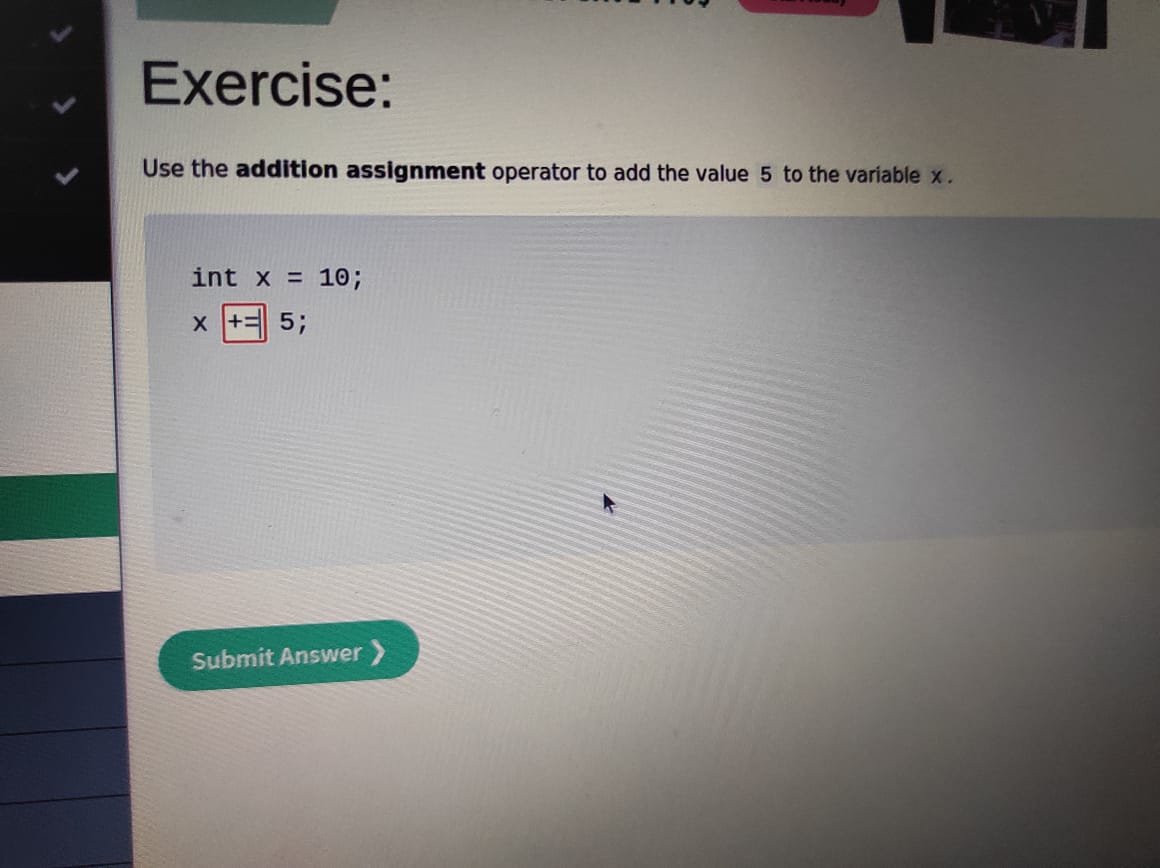 Exercise:
Use the addition assignment operator to add the value 5 to the variable x.
int x = 10;
x += 5;
Submit Answer ❯